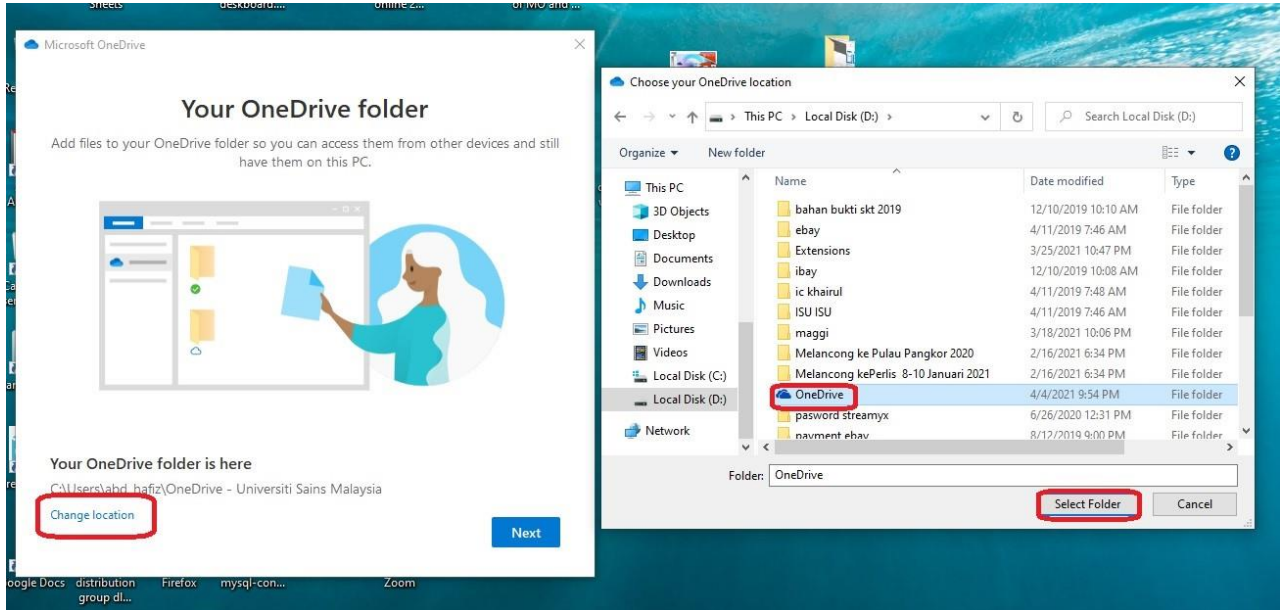 Sheets
deskboard....
online 2...
of MO and ...
Microsoft OneDrive
Your OneDrive folder
Add files to your OneDrive folder so you can access them from other devices and still
have them on this PC.
Your OneDrive folder is here
C:\Users\abd_hafiz\OneDrive - Universiti Sains Malaysia
Change location
Next
Choose your OneDrive location
This PC > Local Disk (D:) >
Search Local Disk (D:)
Organize
New folder
This PC
3D Objects
Desktop
Documents
Downloads
Music
Pictures
Videos
Local Disk (C:)
Local Disk (D:)
Network
Name Date modified Type
bahan bukti skt 2019 12/10/2019 10:10 AM File folder
ebay 4/11/2019 7:46 AM File folder
Extensions 3/25/2021 10:47 PM File folder
ibay 12/10/2019 10:08 AM File folder
ic khairul 4/11/2019 7:48 AM File folder
ISU ISU 4/11/2019 7:46 AM File folder
maggi 3/18/2021 10:06 PM File folder
Melancong ke Pulau Pangkor 2020 2/16/2021 6:34 PM File folder
Melancong kePerlis 8-10 Januari 2021 2/16/2021 6:34 PM File folder
OneDrive 4/4/2021 9:54 PM File folder
pasword streamyx 6/26/2020 12:31 PM File folder
payment ebay 8/12/2019 9:00 PM File folder
Folder: OneDrive
Select Folder
Cancel
oogle Docs
distribution
group dl...
Firefox
mysql-con...
Zoom